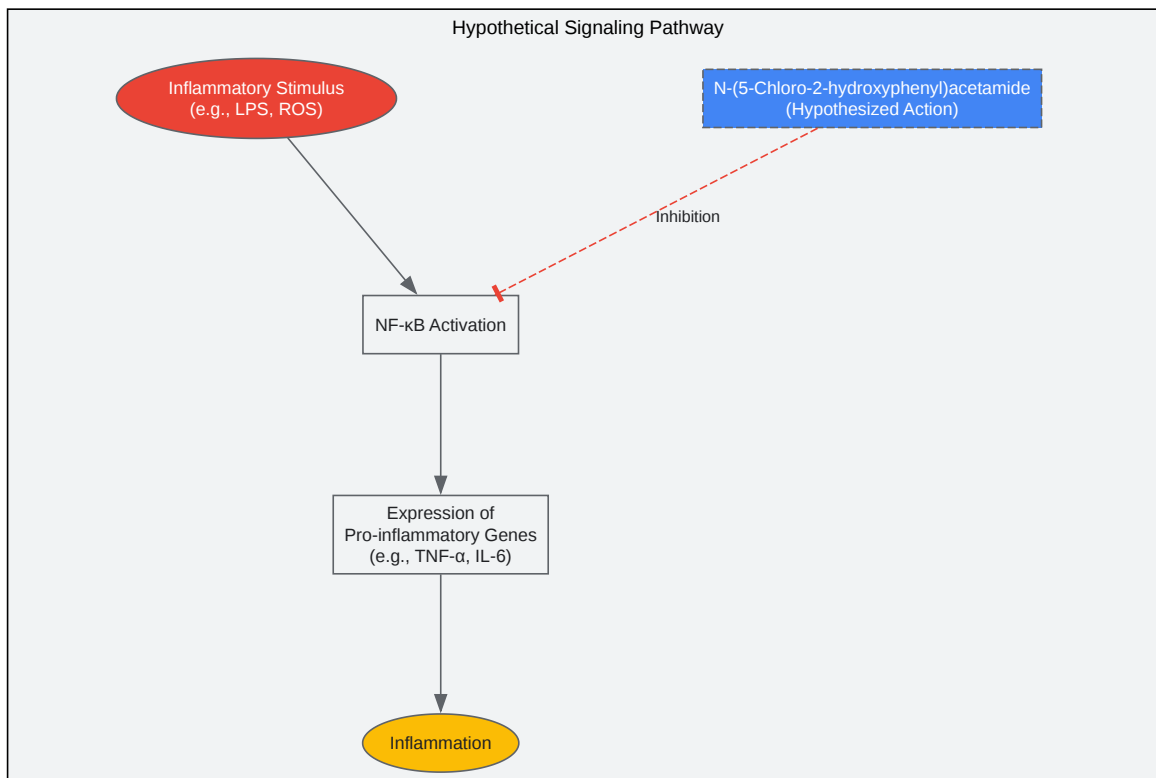 Hypothetical Signaling Pathway
Inflammatory Stimulus
(e.g., LPS, ROS)
N-(5-Chloro-2-hydroxyphenyl)acetamide
(Hypothesized Action)
Inhibition
NF-κB Activation
Expression of
Pro-inflammatory Genes
(e.g., TNF-α, IL-6)
Inflammation